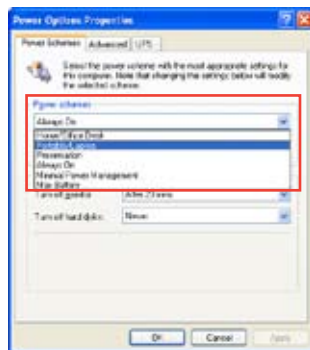 Power Options Properties
Power Schemes Advanced UPS
Select the power scheme with the most appropriate settings for
this computer. Note that changing the settings below will modify
the selected scheme.
Power schemes
Always On
Home/Office Desk
Portable/Laptop
Presentation
Always On
Minimal Power Management
Max Battery
Turn off monitor: After 20 mins
Turn off hard disks: Never
OK Cancel Apply